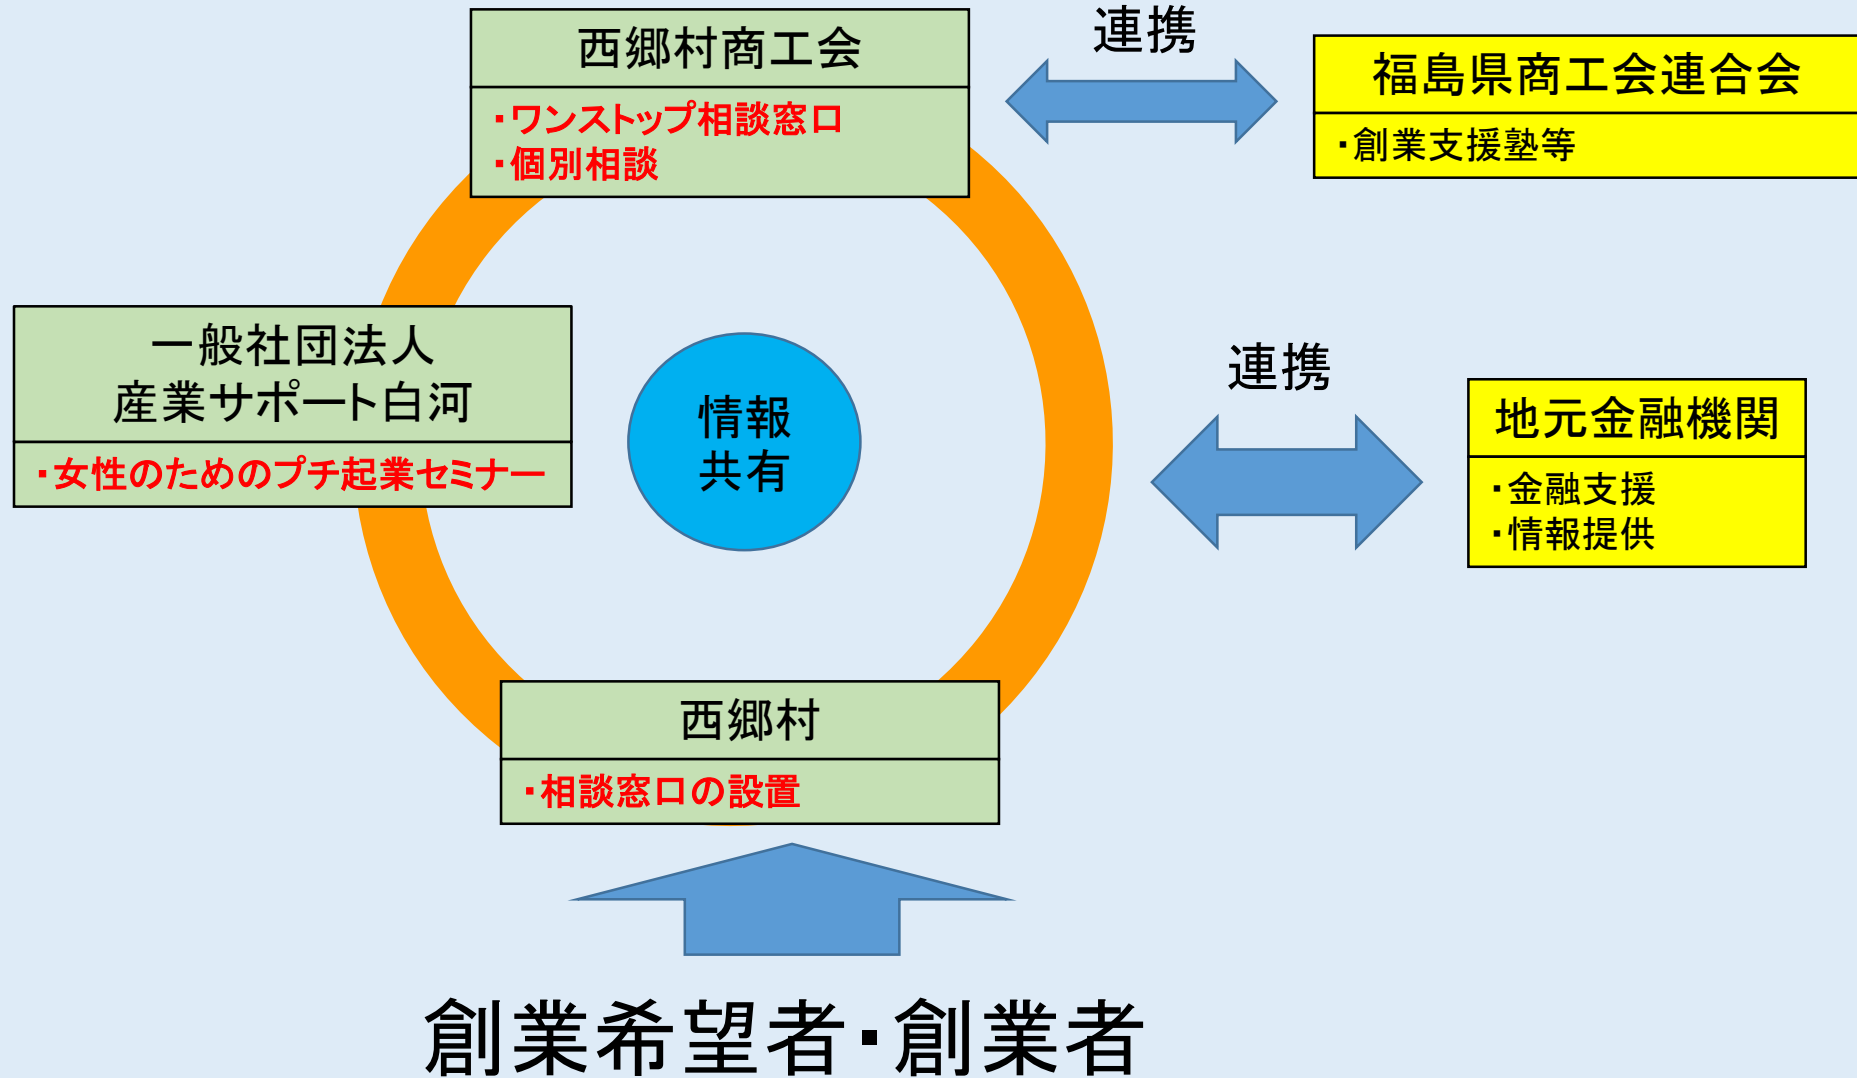 西郷村商工会
・ワンストップ相談窓口
・個別相談
連携
福島県商工会連合会
・創業支援塾等
一般社団法人
産業サポート白河
・女性のためのプチ起業セミナー
情報
共有
連携
地元金融機関
・金融支援
・情報提供
西郷村
・相談窓口の設置
創業希望者・創業者